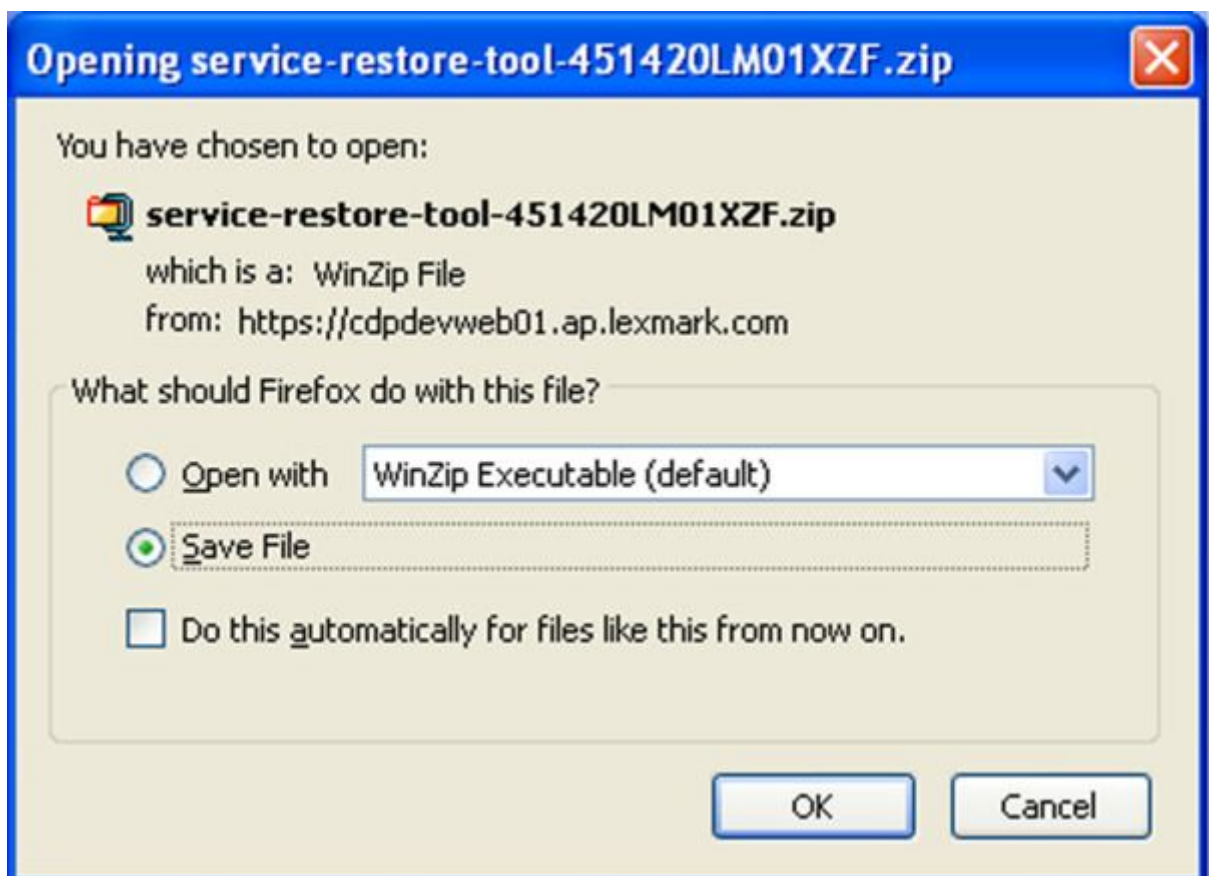 Opening service-restore-tool-451420LM01XZF.zip
You have chosen to open:
service-restore-tool-451420LM01XZF.zip
which is a: WinZip File
from: https://cdpdevweb01.ap.lexmark.com
What should Firefox do with this file?
Open with WinZip Executable (default)
Save File
Do this automatically for files like this from now on.
OK Cancel